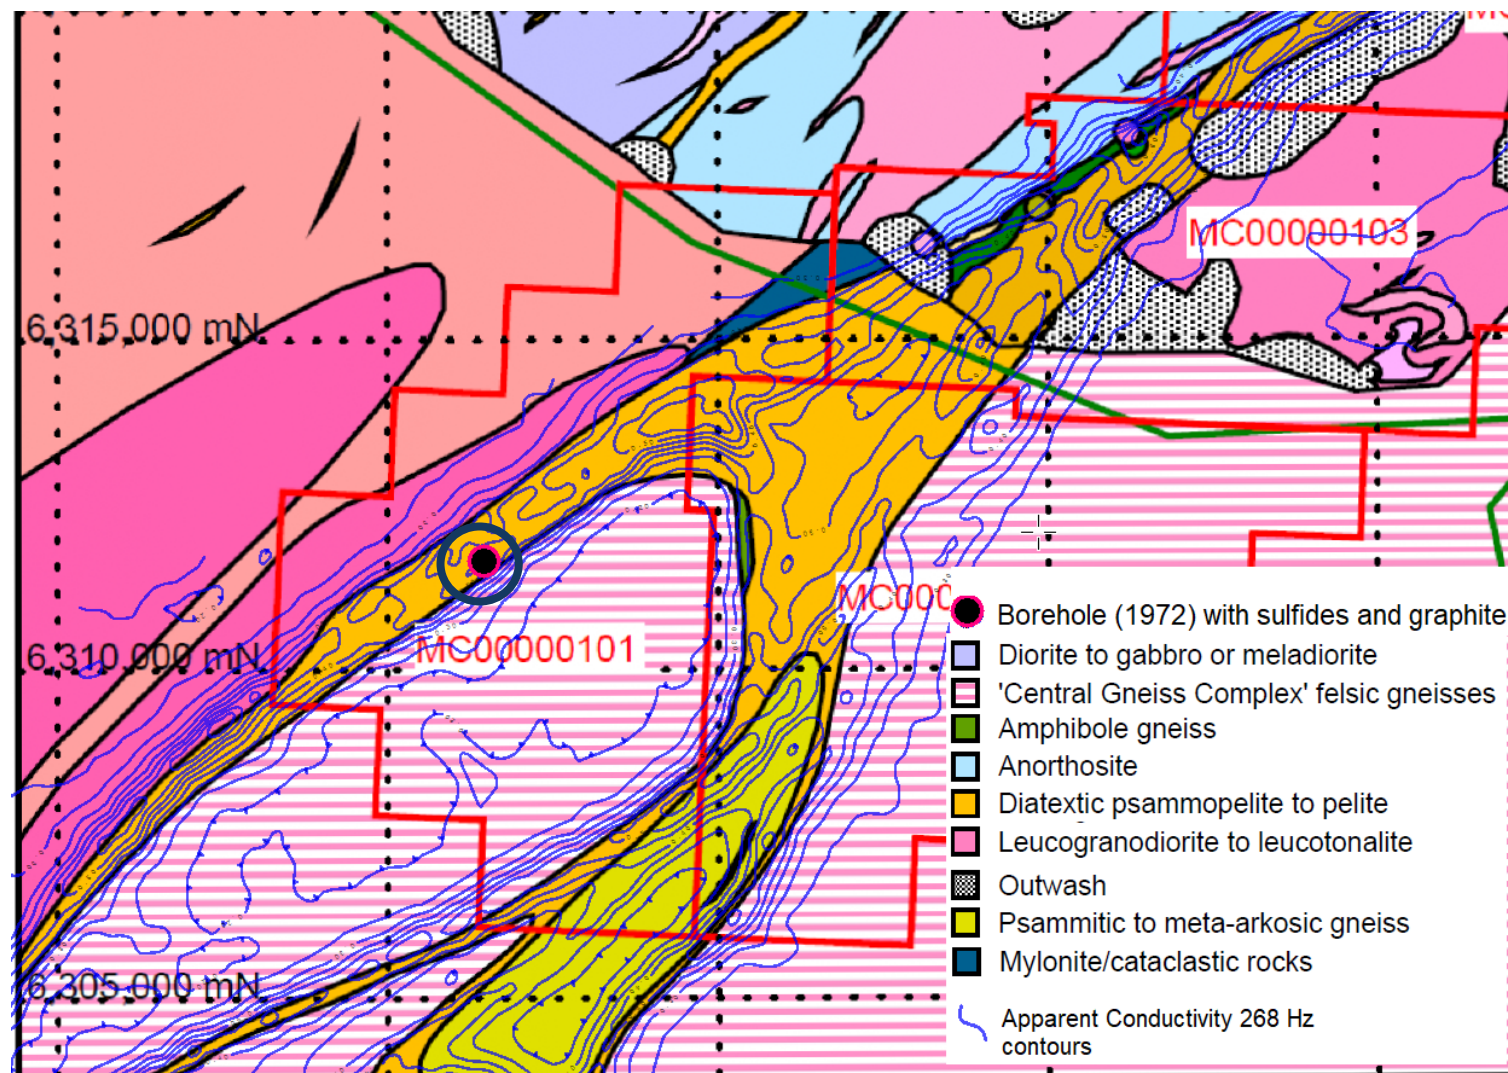 MC00000103
6,315,000 mN
MC000
6,310,000 mN
MC00000101
6,305,000 mN
Borehole (1972) with sulfides and graphite
Diorite to gabbro or meladiorite
'Central Gneiss Complex' felsic gneisses
Amphibole gneiss
Anorthosite
Diatextic psammopelite to pelite
Leucogranodiorite to leucotonalite
Outwash
Psammitic to meta-arkosic gneiss
Mylonite/cataclastic rocks
Apparent Conductivity 268 Hz
contours